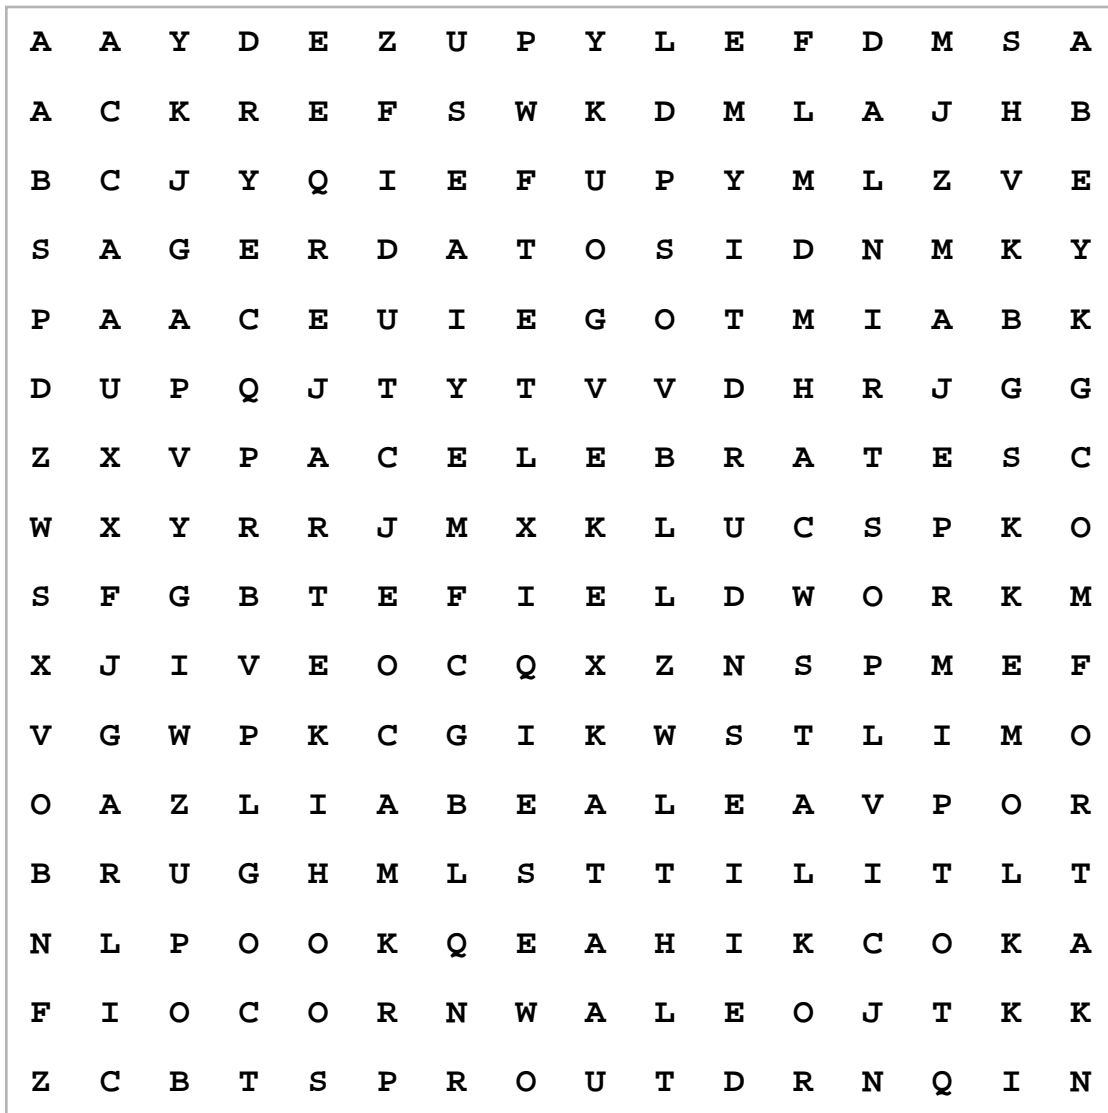 A A Y D E Z U P Y L E F D M S A
A C K R E F S W K D M L A J H B
B C J Y Q I E F U P Y M L Z V E
S A G E R D A T O S I D N M K Y
P A A C E U I E G O T M I A B K
D U P Q J T Y T V V D H R J G G
Z X V P A C E L E B R A T E S C
W X Y R R J M X K L U C S P K O
S F G B T E F I E L D W O R K M
X J I V E O C Q X Z N S P M E F
V G W P K C G I K W S T L I M O
O A Z L I A B E A L E A V P O R
B R U G H M L S T T I L I T L T
N L P O O K Q E A H I K C O K A
F I O C O R N W A L E O J T K K
Z C B T S P R O U T D R N Q I N